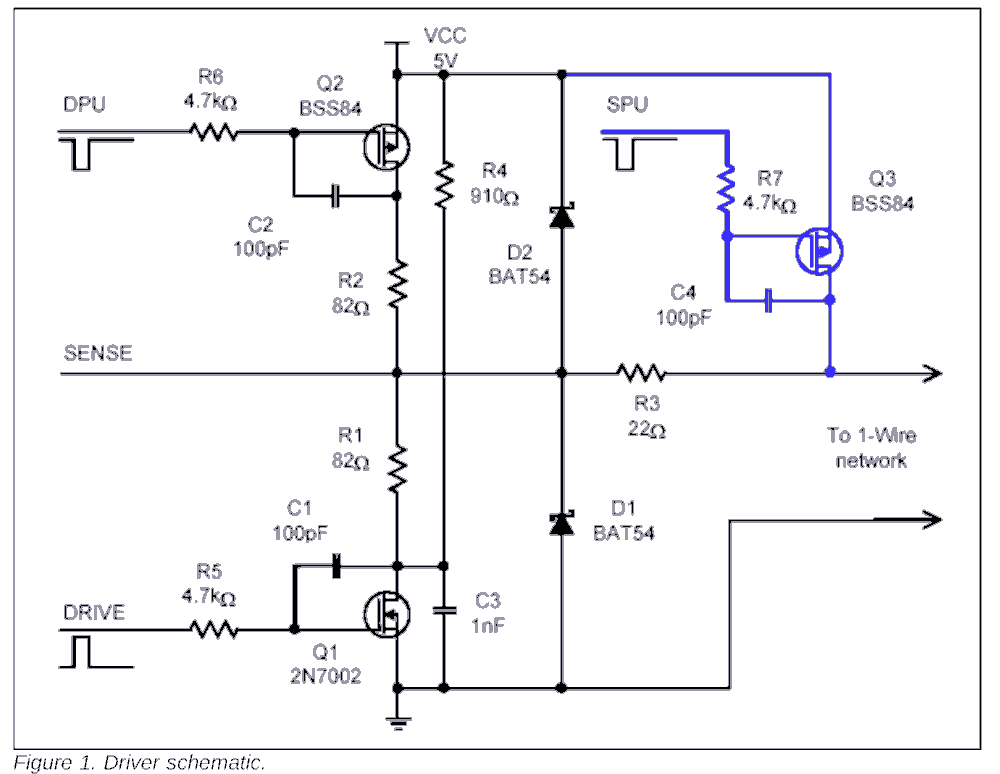 VCC
5V
R6
4.7kΩ
Q2
BSS84
DPU
SPU
R4
910Ω
R7
4.7kΩ
Q3
BSS84
C2
100pF
D2
BAT54
R2
82Ω
C4
100pF
SENSE
R3
22Ω
R1
82Ω
To 1-Wire
network
C1
100pF
D1
BAT54
R5
4.7kΩ
DRIVE
C3
1nF
Q1
2N7002
Figure 1. Driver schematic.